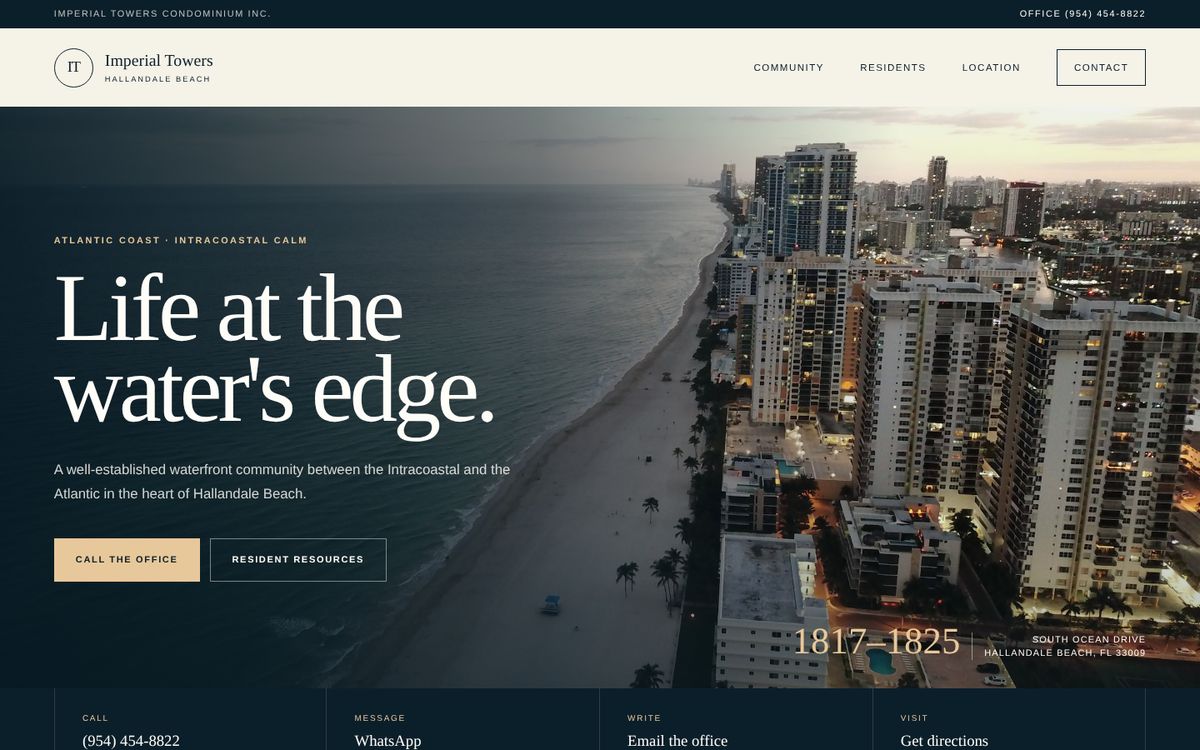 IMPERIAL TOWERS CONDOMINIUM INC.
OFFICE (954) 454-8822
IT
Imperial Towers
HALLANDALE BEACH
COMMUNITY
RESIDENTS
LOCATION
CONTACT
ATLANTIC COAST · INTRACOASTAL CALM
Life at the
water's edge.
A well-established waterfront community between the Intracoastal and the
Atlantic in the heart of Hallandale Beach.
CALL THE OFFICE
RESIDENT RESOURCES
1817–1825
SOUTH OCEAN DRIVE
HALLANDALE BEACH, FL 33009
CALL
(954) 454-8822
MESSAGE
WhatsApp
WRITE
Email the office
VISIT
Get directions